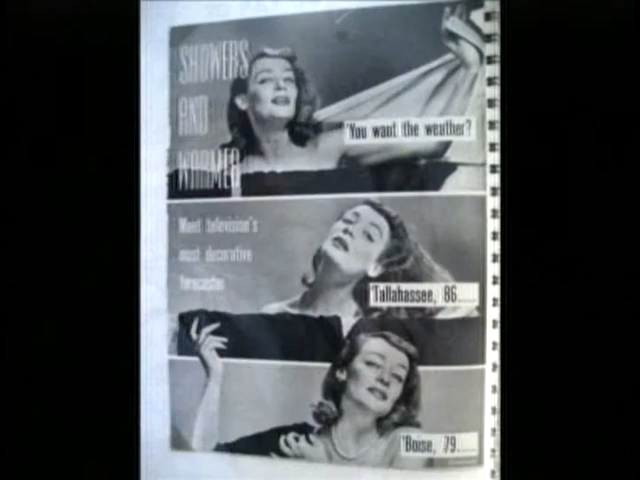 SHOWERS
AND
WARMER
'You want the weather?
Meet television's
most decorative
forecaster
'Tallahassee, 86.....
'Boise, 79.....